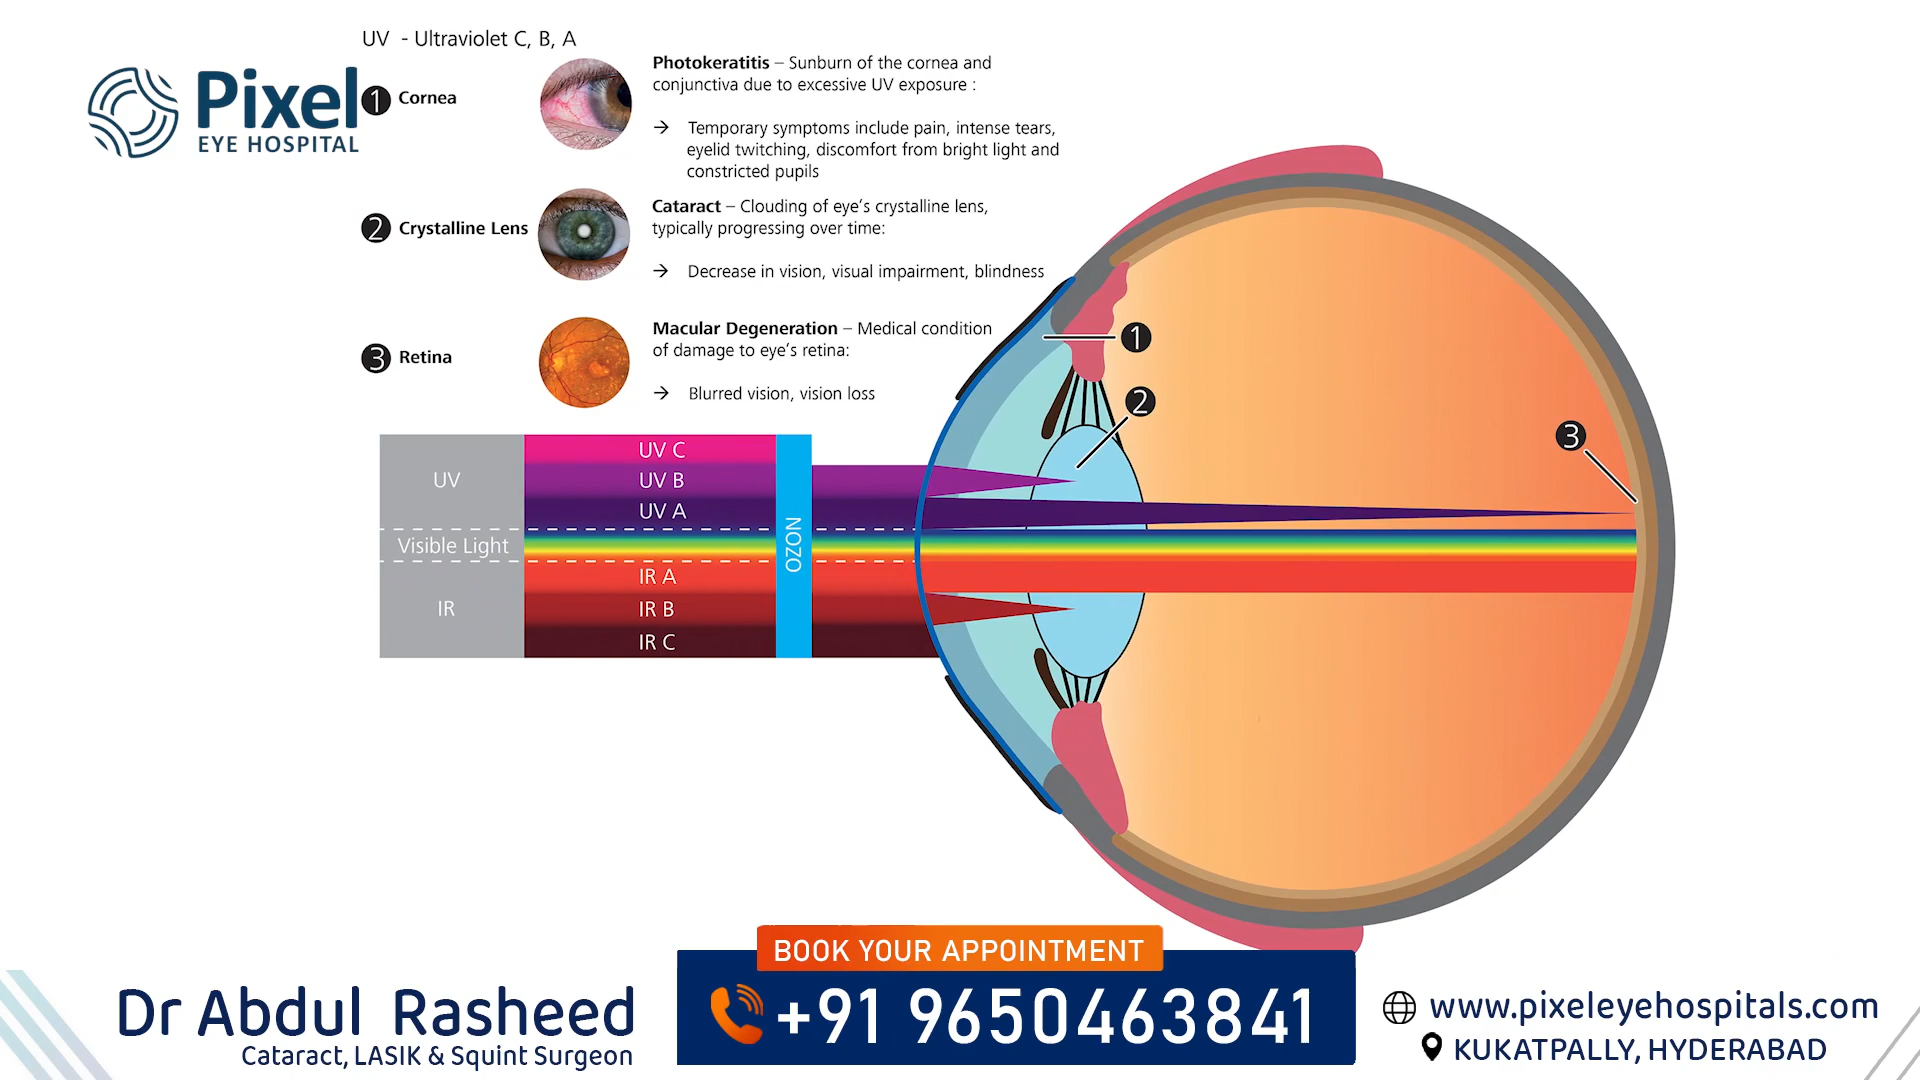 UV - Ultraviolet C, B, A
Pixel
EYE HOSPITAL
1 Cornea
Photokeratitis – Sunburn of the cornea and
conjunctiva due to excessive UV exposure :
→ Temporary symptoms include pain, intense tears,
eyelid twitching, discomfort from bright light and
constricted pupils
2 Crystalline Lens
Cataract – Clouding of eye's crystalline lens,
typically progressing over time:
→ Decrease in vision, visual impairment, blindness
3 Retina
Macular Degeneration – Medical condition
of damage to eye's retina:
→ Blurred vision, vision loss
1
2
3
UV
Visible Light
IR
UV C
UV B
UV A
IR A
IR B
IR C
OZON
BOOK YOUR APPOINTMENT
+91 9650463841
Dr Abdul Rasheed
Cataract, LASIK & Squint Surgeon
www.pixeleyehospitals.com
KUKATPALLY, HYDERABAD